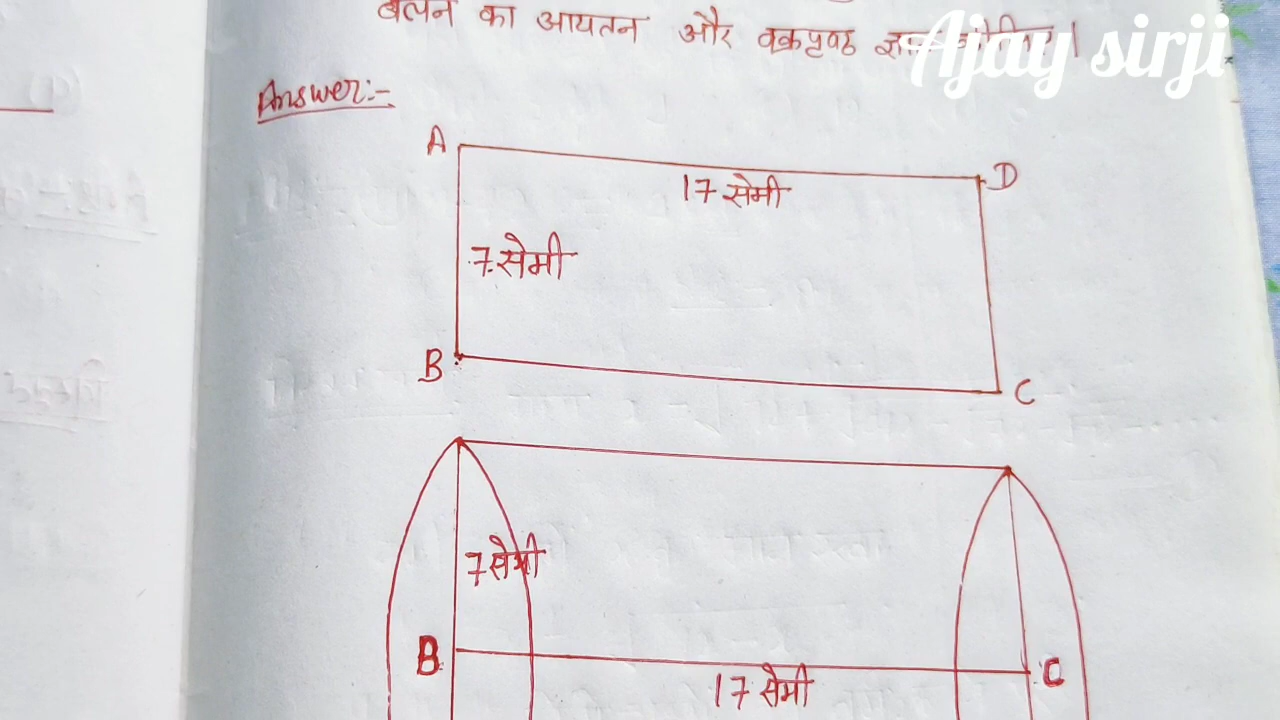 बेलन का आयतन और वक्रपृष्ठ ज्ञात कीजिए।
Ajay sirji
Answer:-
A
D
17 सेमी
7 सेमी
B
C
7 सेमी
B
C
17 सेमी